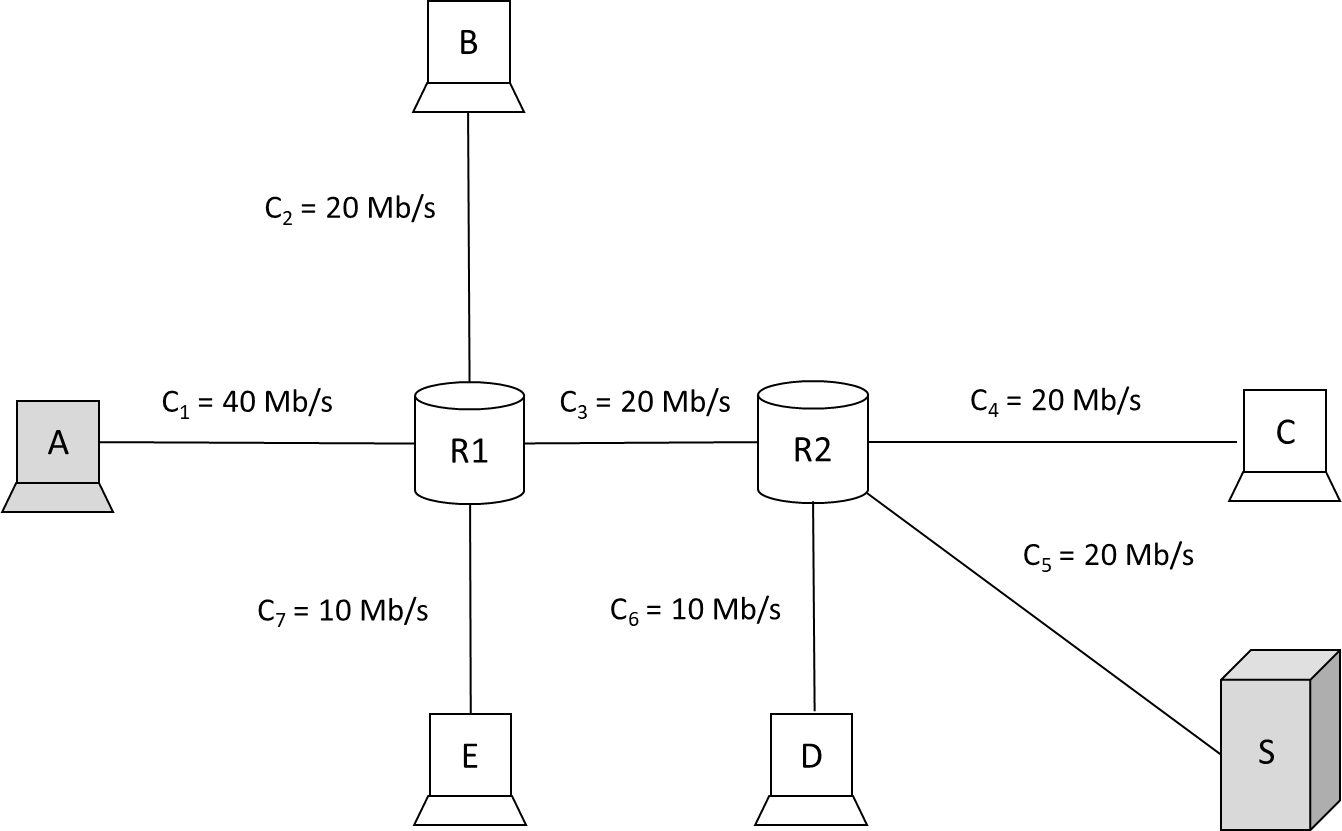 B
C₂ = 20 Mb/s
C₁ = 40 Mb/s
C₃ = 20 Mb/s
C₄ = 20 Mb/s
A
R1
R2
C
C₅ = 20 Mb/s
C₇ = 10 Mb/s
C₆ = 10 Mb/s
E
D
S